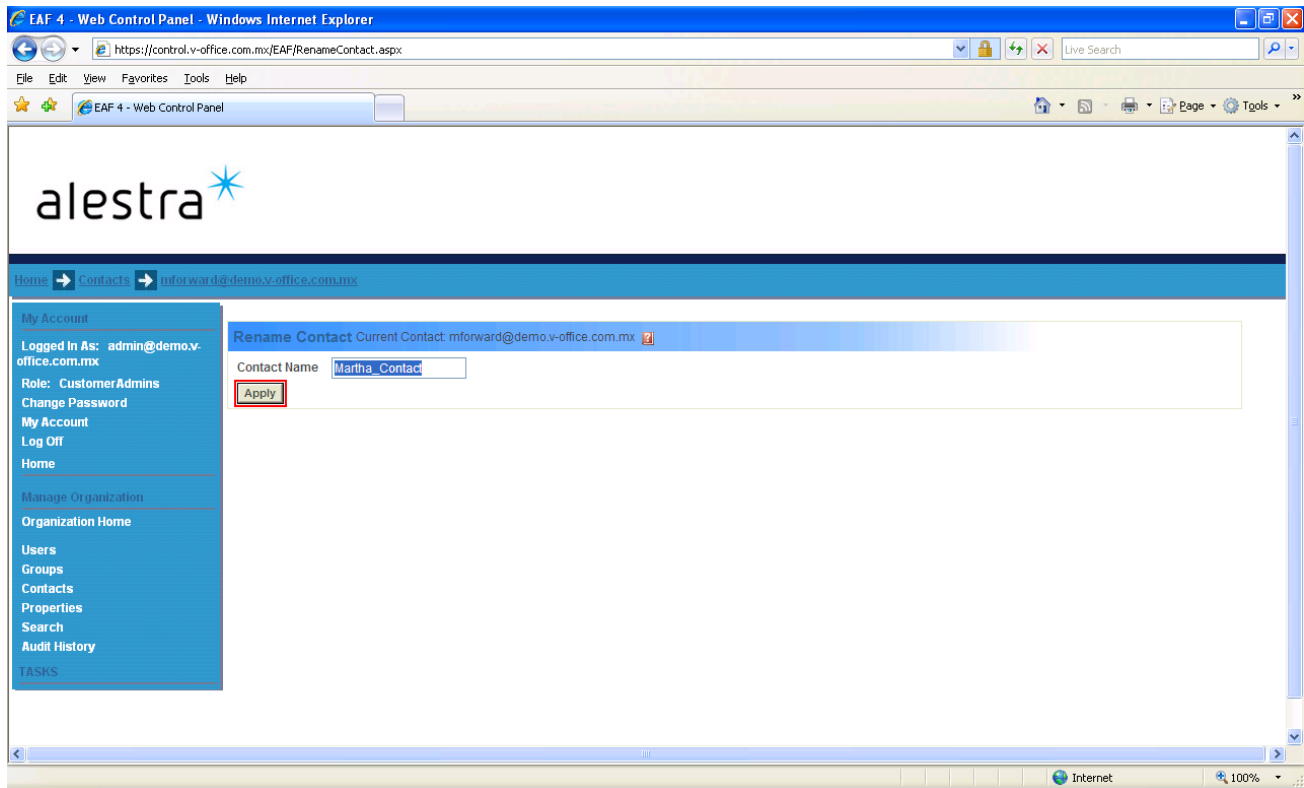 EAF 4 - Web Control Panel - Windows Internet Explorer
https://control.v-office.com.mx/EAF/RenameContact.aspx
Live Search
File Edit View Favorites Tools Help
EAF 4 - Web Control Panel
Page Tools »
alestra
Home Contacts mforward@demo.v-office.com.mx
My Account
Logged In As: admin@demo.v-
office.com.mx
Role: CustomerAdmins
Change Password
My Account
Log Off
Home
Manage Organization
Organization Home
Users
Groups
Contacts
Properties
Search
Audit History
TASKS
Rename Contact Current Contact: mforward@demo.v-office.com.mx ?
Contact Name Martha_Contact
Apply
Internet 100%